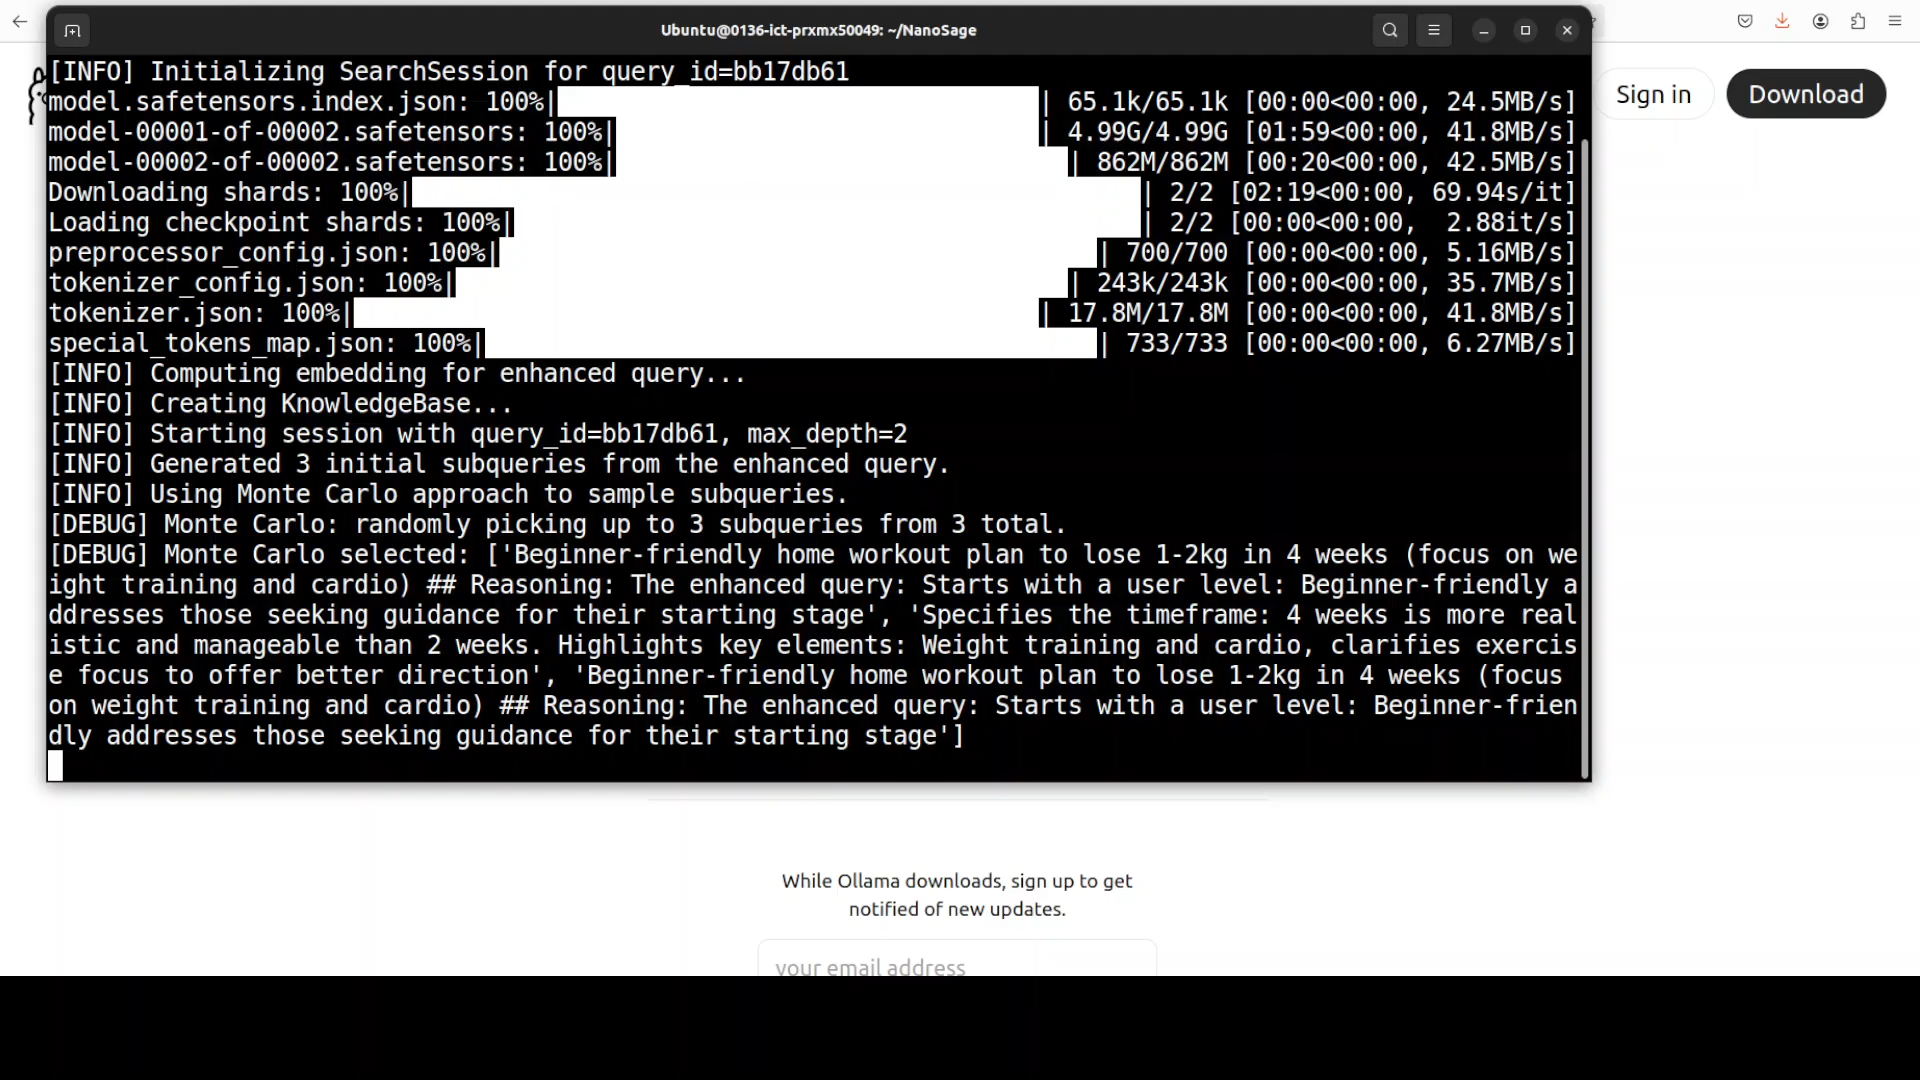 Ubuntu@0136-ict-prxmx50049: ~/NanoSage
[INFO] Initializing SearchSession for query_id=bb17db61
model.safetensors.index.json: 100%| | 65.1k/65.1k [00:00<00:00, 24.5MB/s]
model-00001-of-00002.safetensors: 100%| | 4.99G/4.99G [01:59<00:00, 41.8MB/s]
model-00002-of-00002.safetensors: 100%| | 862M/862M [00:20<00:00, 42.5MB/s]
Downloading shards: 100%| | 2/2 [02:19<00:00, 69.94s/it]
Loading checkpoint shards: 100%| | 2/2 [00:00<00:00, 2.88it/s]
preprocessor_config.json: 100%| | 700/700 [00:00<00:00, 5.16MB/s]
tokenizer_config.json: 100%| | 243k/243k [00:00<00:00, 35.7MB/s]
tokenizer.json: 100%| | 17.8M/17.8M [00:00<00:00, 41.8MB/s]
special_tokens_map.json: 100%| | 733/733 [00:00<00:00, 6.27MB/s]
[INFO] Computing embedding for enhanced query...
[INFO] Creating KnowledgeBase...
[INFO] Starting session with query_id=bb17db61, max_depth=2
[INFO] Generated 3 initial subqueries from the enhanced query.
[INFO] Using Monte Carlo approach to sample subqueries.
[DEBUG] Monte Carlo: randomly picking up to 3 subqueries from 3 total.
[DEBUG] Monte Carlo selected: ['Beginner-friendly home workout plan to lose 1-2kg in 4 weeks (focus on we
ight training and cardio) ## Reasoning: The enhanced query: Starts with a user level: Beginner-friendly a
ddresses those seeking guidance for their starting stage', 'Specifies the timeframe: 4 weeks is more real
istic and manageable than 2 weeks. Highlights key elements: Weight training and cardio, clarifies exercis
e focus to offer better direction', 'Beginner-friendly home workout plan to lose 1-2kg in 4 weeks (focus
on weight training and cardio) ## Reasoning: The enhanced query: Starts with a user level: Beginner-frien
dly addresses those seeking guidance for their starting stage']
Sign in
Download
While Ollama downloads, sign up to get
notified of new updates.
your email address